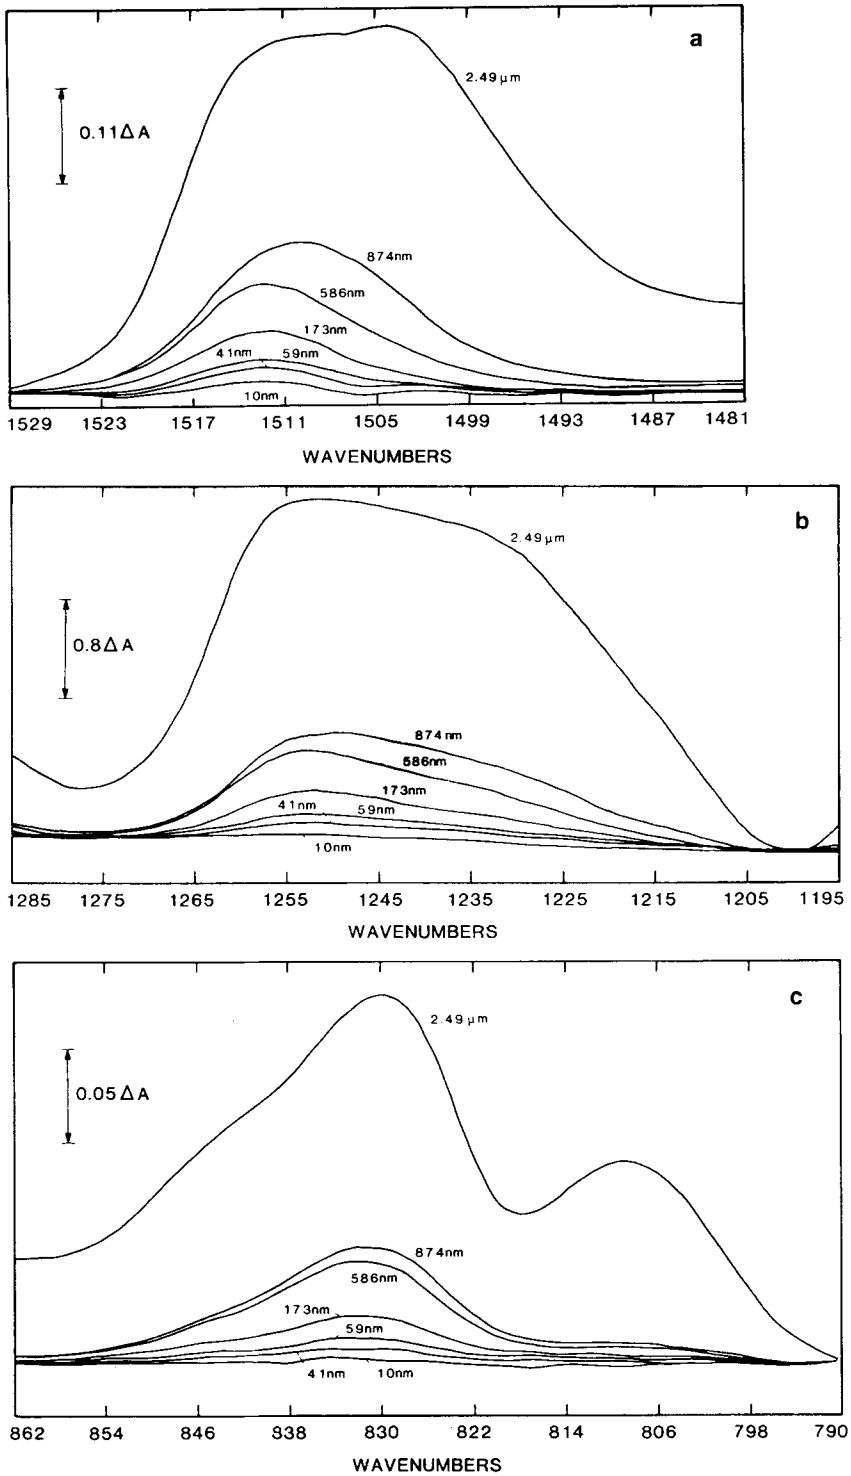 a
2.49µm
0.11ΔA
874nm
586nm
173nm
41nm 59nm
10nm
1529 1523 1517 1511 1505 1499 1493 1487 1481
WAVENUMBERS
b
2.49µm
0.8ΔA
874nm
586nm
173nm
41nm 59nm
10nm
1285 1275 1265 1255 1245 1235 1225 1215 1205 1195
WAVENUMBERS
c
2.49µm
0.05ΔA
874nm
586nm
173nm
59nm
41nm 10nm
862 854 846 838 830 822 814 806 798 790
WAVENUMBERS